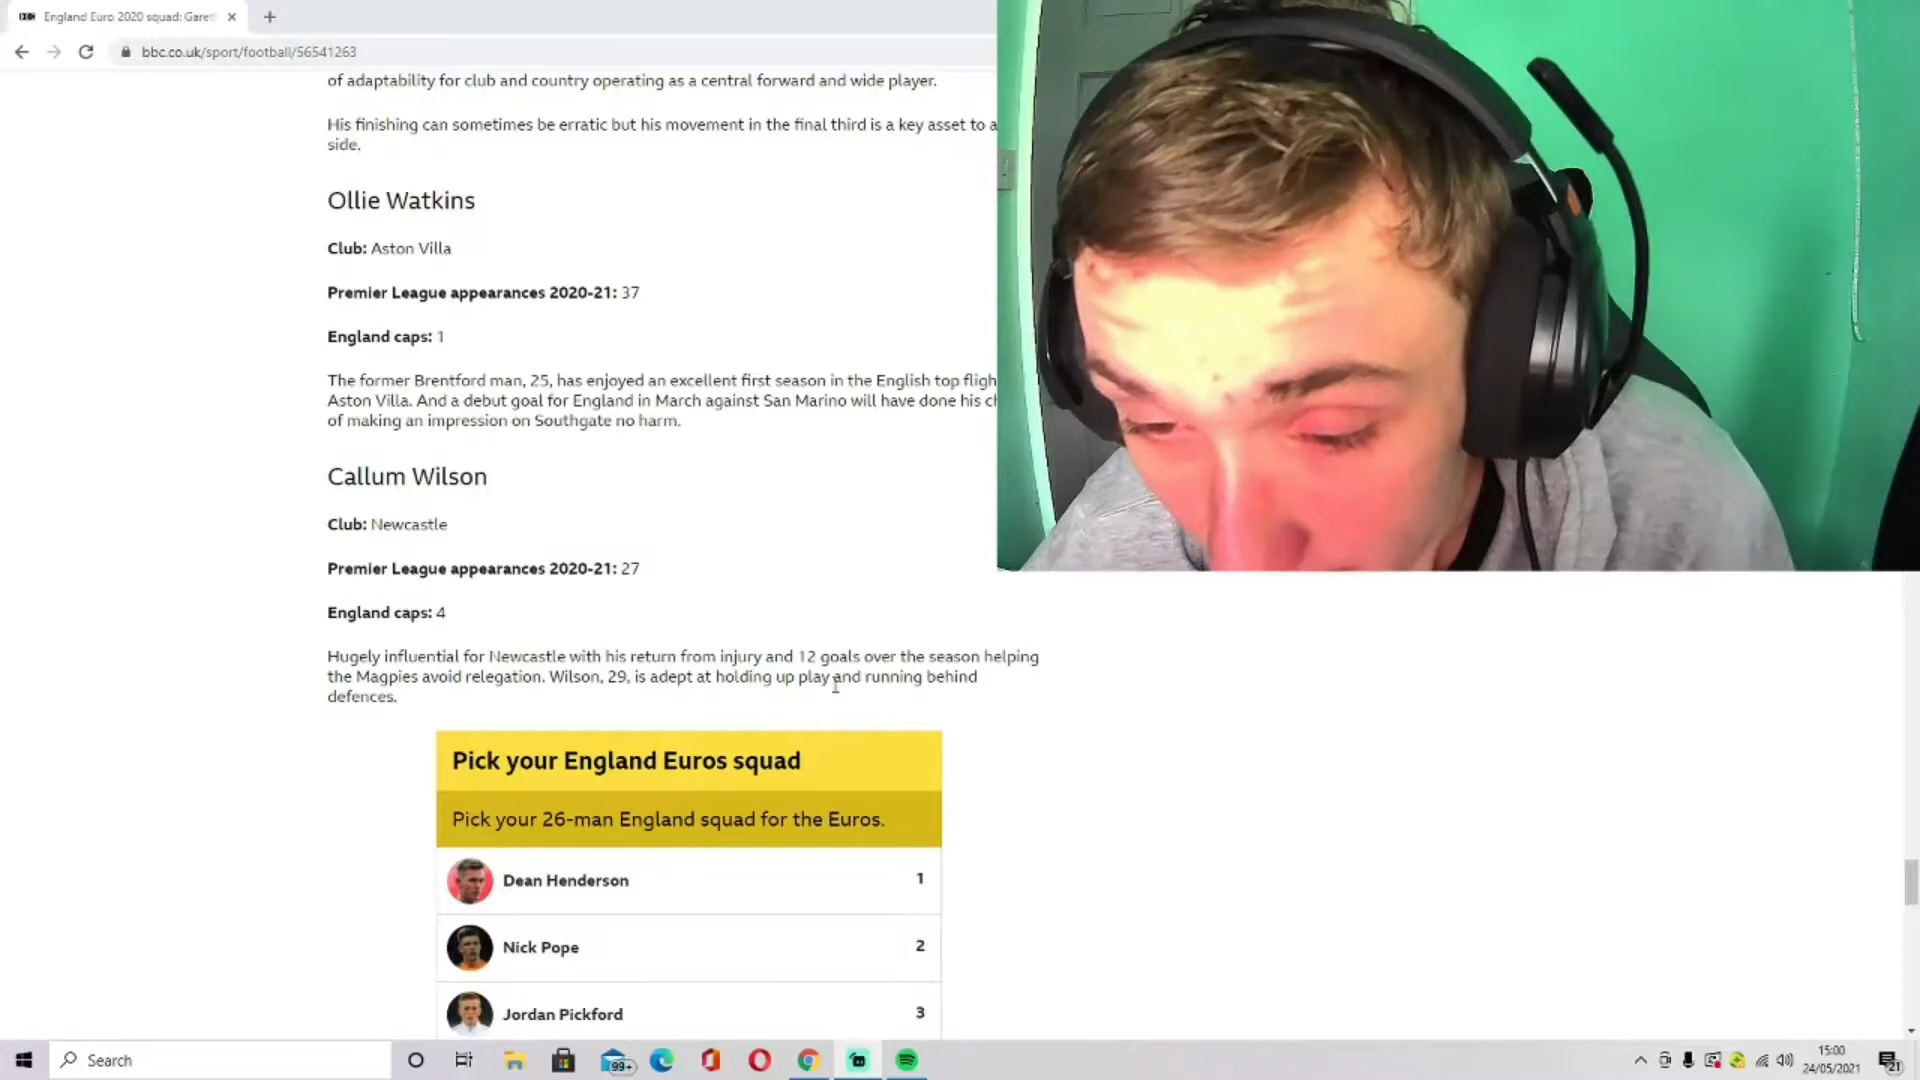 England Euro 2020 squad: Garet
bbc.co.uk/sport/football/56541263
of adaptability for club and country operating as a central forward and wide player.
His finishing can sometimes be erratic but his movement in the final third is a key asset to a
side.
Ollie Watkins
Club: Aston Villa
Premier League appearances 2020-21: 37
England caps: 1
The former Brentford man, 25, has enjoyed an excellent first season in the English top fligh
Aston Villa. And a debut goal for England in March against San Marino will have done his ch
of making an impression on Southgate no harm.
Callum Wilson
Club: Newcastle
Premier League appearances 2020-21: 27
England caps: 4
Hugely influential for Newcastle with his return from injury and 12 goals over the season helping
the Magpies avoid relegation. Wilson, 29, is adept at holding up play and running behind
defences.
Pick your England Euros squad
Pick your 26-man England squad for the Euros.
Dean Henderson 1
Nick Pope 2
Jordan Pickford 3
Search
99+
15:00
24/05/2021
21